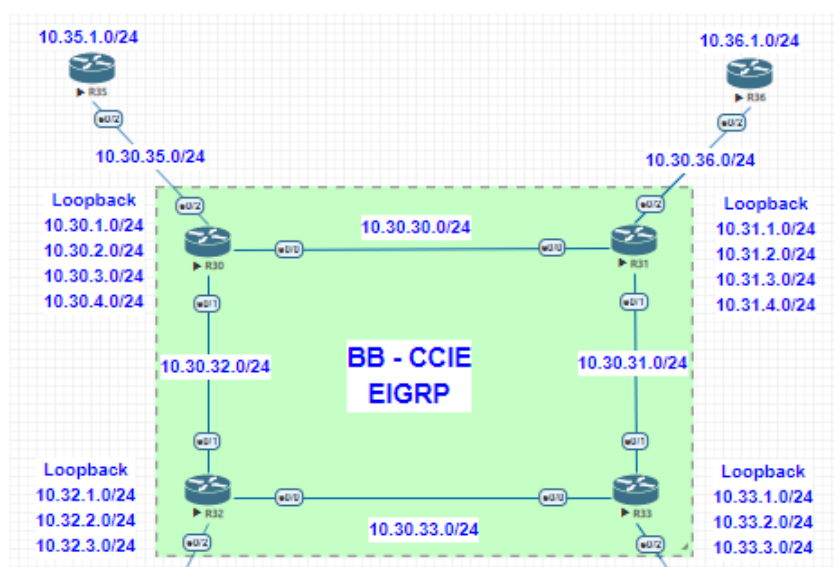 10.35.1.0/24
R35
e0/2
10.30.35.0/24
10.36.1.0/24
R36
e0/2
10.30.36.0/24
Loopback
10.30.1.0/24
10.30.2.0/24
10.30.3.0/24
10.30.4.0/24
e0/2
R30
e0/0
10.30.30.0/24
e0/0
e0/2
R31
Loopback
10.31.1.0/24
10.31.2.0/24
10.31.3.0/24
10.31.4.0/24
e0/1
e0/1
10.30.32.0/24
BB - CCIE
EIGRP
10.30.31.0/24
e0/1
e0/1
Loopback
10.32.1.0/24
10.32.2.0/24
10.32.3.0/24
R32
e0/0
e0/2
10.30.33.0/24
e0/0
R33
e0/2
Loopback
10.33.1.0/24
10.33.2.0/24
10.33.3.0/24